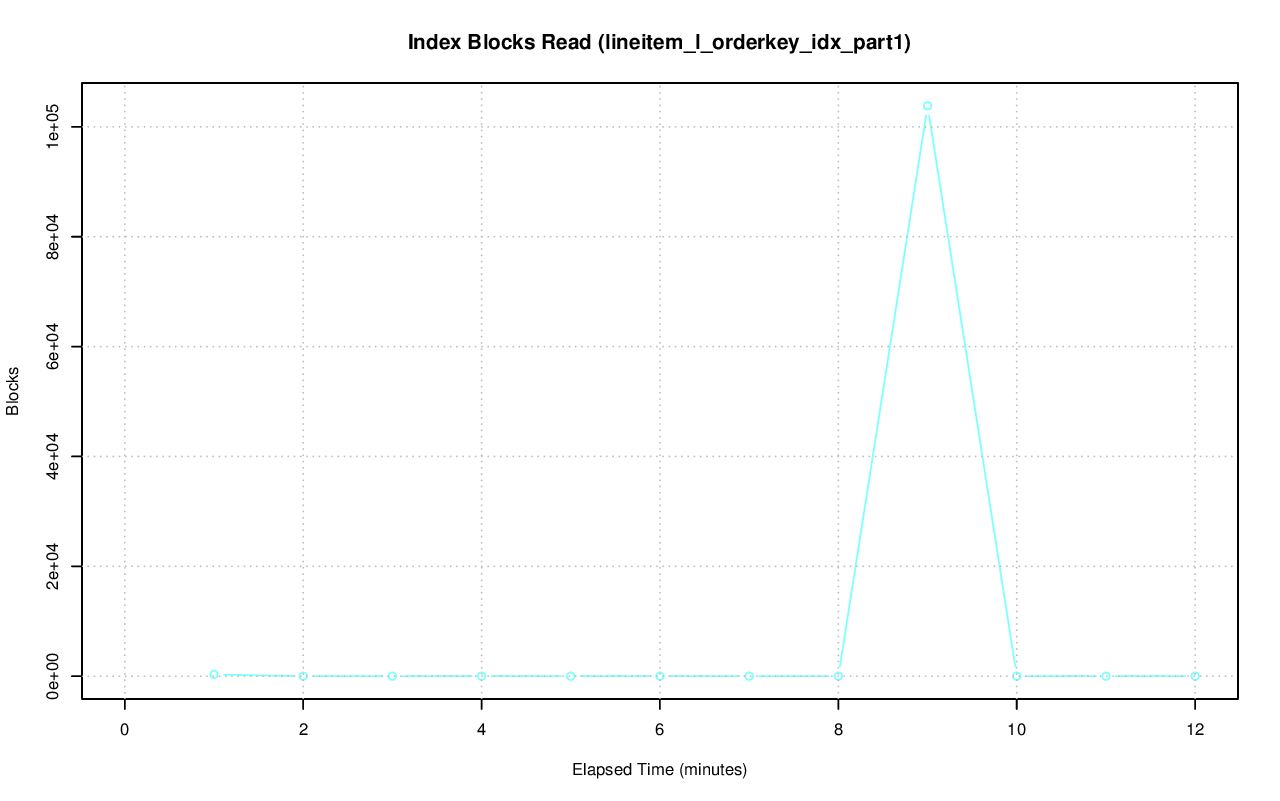 Index Blocks Read (lineitem_l_orderkey_idx_part1)
1e+05
8e+04
6e+04
4e+04
2e+04
0e+00
Blocks
0 2 4 6 8 10 12
Elapsed Time (minutes)